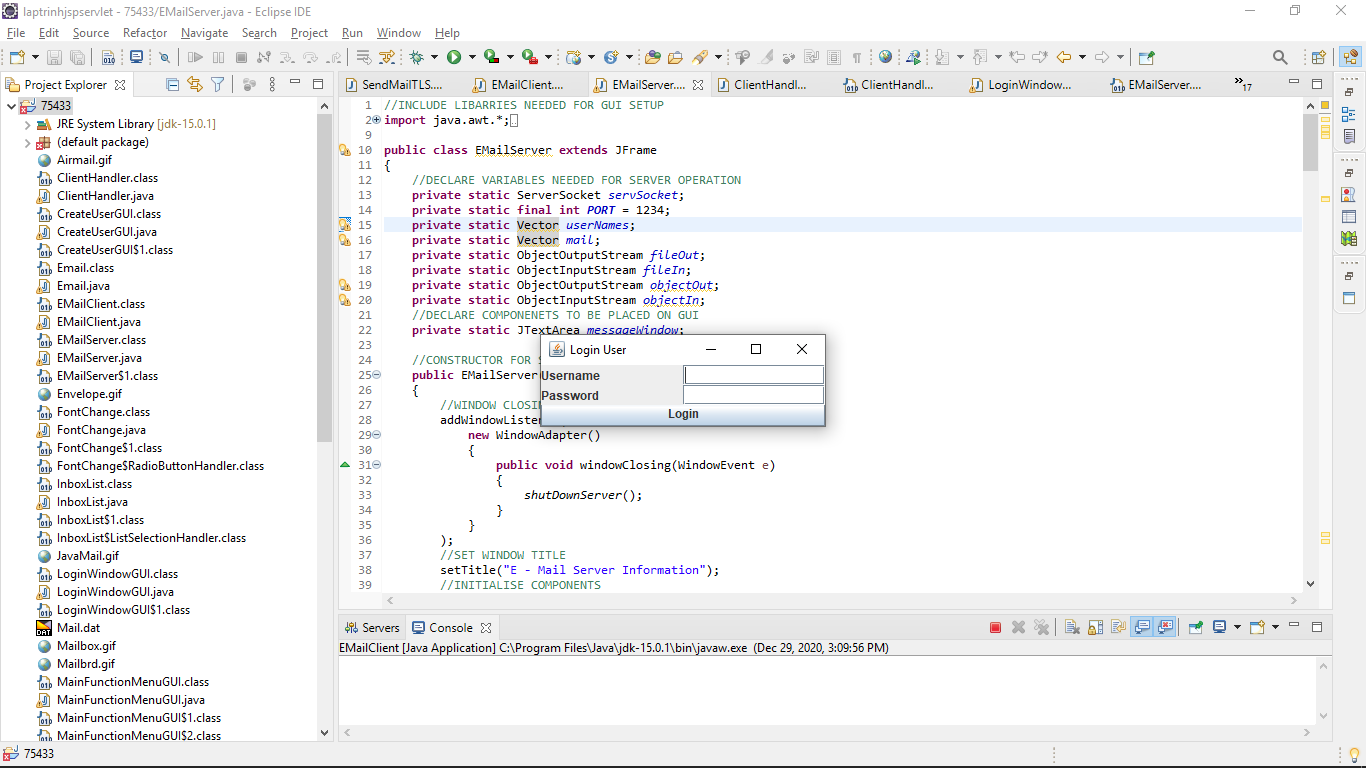 laptrinhjspservlet - 75433/EMailServer.java - Eclipse IDE
File Edit Source Refactor Navigate Search Project Run Window Help
Project Explorer
SendMailTLS.... EMailClient.... EMailServer.... ClientHandl... ClientHandl... LoginWindow... EMailServer.... »17
75433
JRE System Library [jdk-15.0.1]
(default package)
Airmail.gif
ClientHandler.class
ClientHandler.java
CreateUserGUI.class
CreateUserGUI.java
CreateUserGUI$1.class
Email.class
Email.java
EMailClient.class
EMailClient.java
EMailServer.class
EMailServer.java
EMailServer$1.class
Envelope.gif
FontChange.class
FontChange.java
FontChange$1.class
FontChange$RadioButtonHandler.class
InboxList.class
InboxList.java
InboxList$1.class
InboxList$ListSelectionHandler.class
JavaMail.gif
LoginWindowGUI.class
LoginWindowGUI.java
LoginWindowGUI$1.class
Mail.dat
Mailbox.gif
Mailbrd.gif
MainFunctionMenuGUI.class
MainFunctionMenuGUI.java
MainFunctionMenuGUI$1.class
MainFunctionMenuGUI$2.class
1 //INCLUDE LIBARRIES NEEDED FOR GUI SETUP
2 import java.awt.*;
9
10 public class EMailServer extends JFrame
11 {
12 //DECLARE VARIABLES NEEDED FOR SERVER OPERATION
13 private static ServerSocket servSocket;
14 private static final int PORT = 1234;
15 private static Vector userNames;
16 private static Vector mail;
17 private static ObjectOutputStream fileOut;
18 private static ObjectInputStream fileIn;
19 private static ObjectOutputStream objectOut;
20 private static ObjectInputStream objectIn;
21 //DECLARE COMPONENETS TO BE PLACED ON GUI
22 private static JTextArea messageWindow;
23
24 //CONSTRUCTOR FOR
25 public EMailServer
26 {
27 //WINDOW CLOSIN
28 addWindowListen
29 new WindowAdapter()
30 {
31 public void windowClosing(WindowEvent e)
32 {
33 shutDownServer();
34 }
35 }
36 );
37 //SET WINDOW TITLE
38 setTitle("E - Mail Server Information");
39 //INITIALISE COMPONENTS
Login User
Username
Password
Login
Servers Console
EMailClient [Java Application] C:\Program Files\Java\jdk-15.0.1\bin\javaw.exe (Dec 29, 2020, 3:09:56 PM)
75433